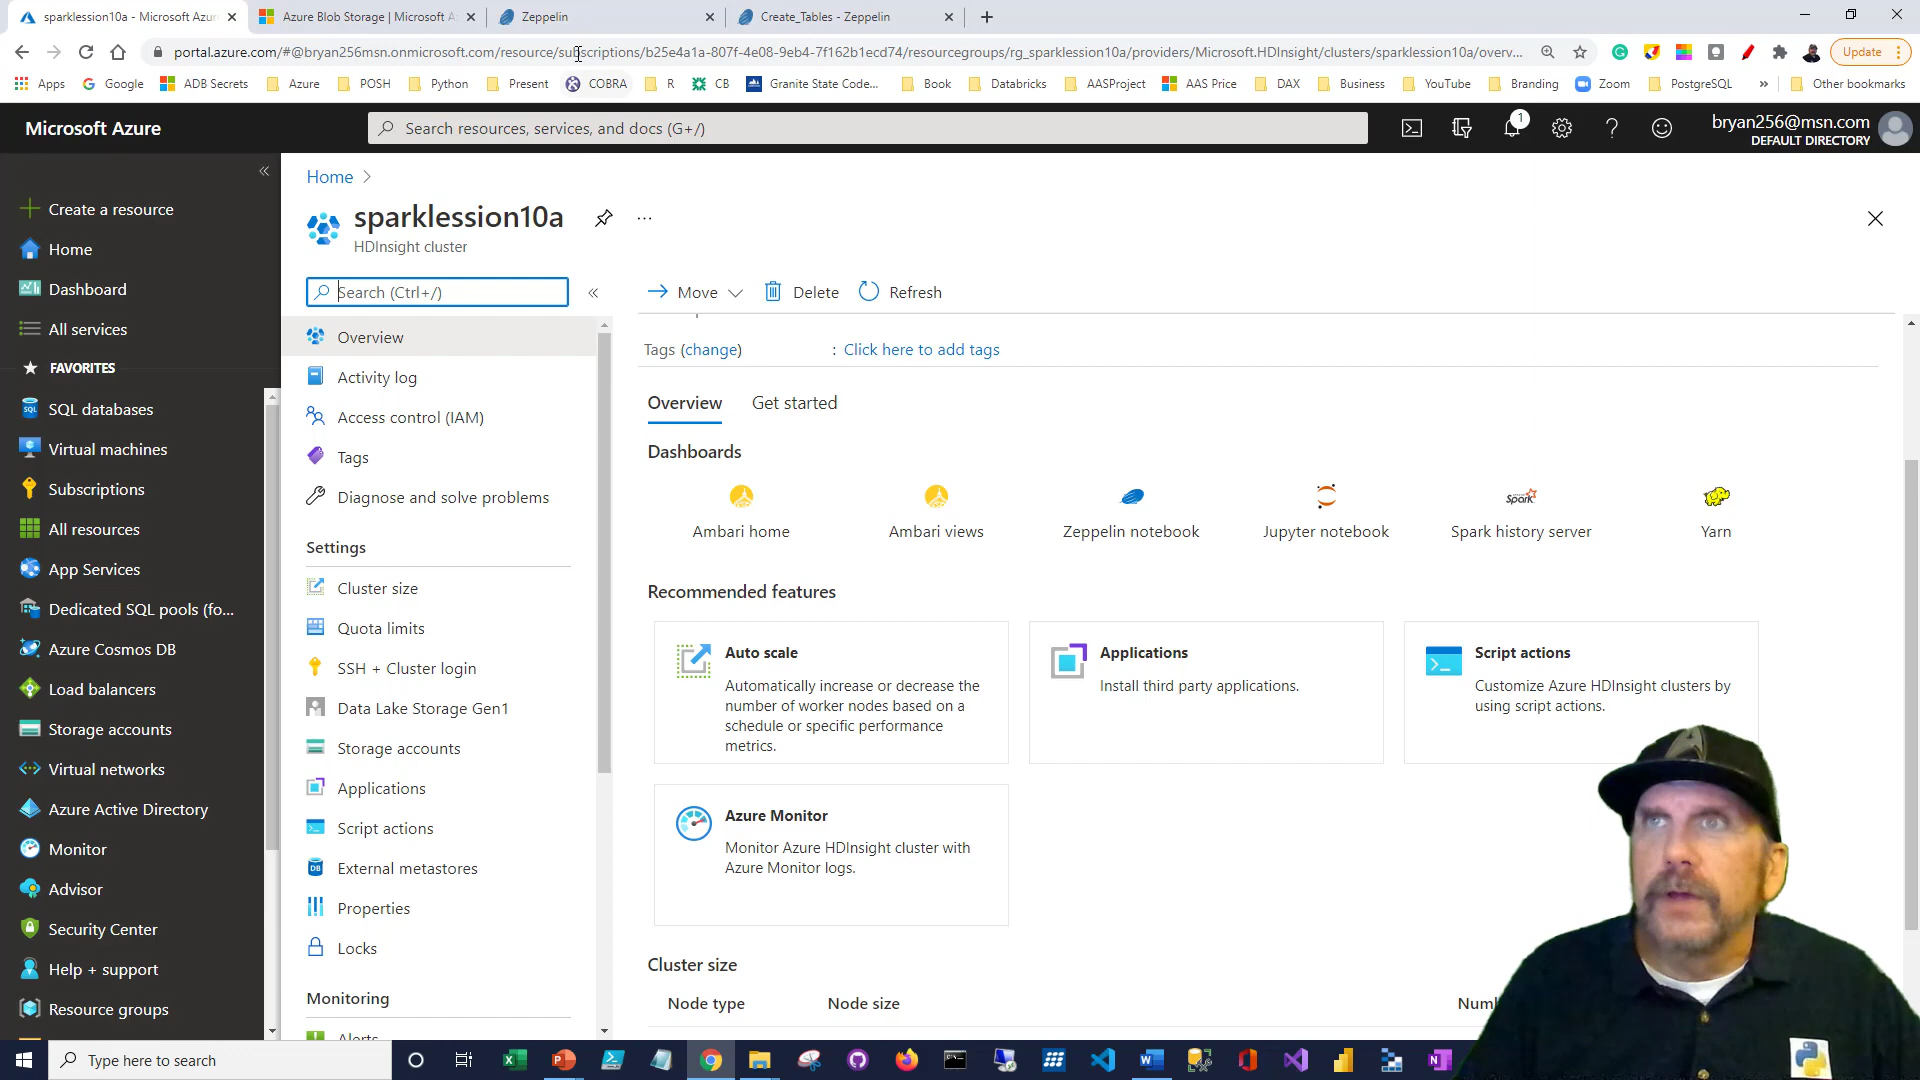 sparklession10a - Microsoft Azur
Azure Blob Storage | Microsoft A
Zeppelin
Create_Tables - Zeppelin
portal.azure.com/#@bryan256msn.onmicrosoft.com/resource/subscriptions/b25e4a1a-807f-4e08-9eb4-7f162b1ecd74/resourcegroups/rg_sparklession10a/providers/Microsoft.HDInsight/clusters/sparklession10a/overv...
Update
Apps
Google
ADB Secrets
Azure
POSH
Python
Present
COBRA
R
CB
Granite State Code...
Book
Databricks
AASProject
AAS Price
DAX
Business
YouTube
Branding
Zoom
PostgreSQL
»
Other bookmarks
Microsoft Azure
Search resources, services, and docs (G+/)
1
bryan256@msn.com
DEFAULT DIRECTORY
Create a resource
Home
Dashboard
All services
FAVORITES
SQL databases
Virtual machines
Subscriptions
All resources
App Services
Dedicated SQL pools (fo...
Azure Cosmos DB
Load balancers
Storage accounts
Virtual networks
Azure Active Directory
Monitor
Advisor
Security Center
Help + support
Resource groups
Home
sparklession10a
HDInsight cluster
Search (Ctrl+/)
Overview
Activity log
Access control (IAM)
Tags
Diagnose and solve problems
Settings
Cluster size
Quota limits
SSH + Cluster login
Data Lake Storage Gen1
Storage accounts
Applications
Script actions
External metastores
Properties
Locks
Monitoring
Alerts
Move
Delete
Refresh
Tags (change) : Click here to add tags
Overview
Get started
Dashboards
Ambari home
Ambari views
Zeppelin notebook
Jupyter notebook
Spark
Spark history server
Yarn
Recommended features
Auto scale
Automatically increase or decrease the
number of worker nodes based on a
schedule or specific performance
metrics.
Applications
Install third party applications.
Script actions
Customize Azure HDInsight clusters by
using script actions.
Azure Monitor
Monitor Azure HDInsight cluster with
Azure Monitor logs.
Cluster size
Node type
Node size
Type here to search